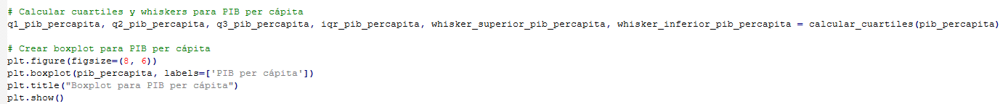 # Calcular cuartiles y whiskers para PIB per cápita
q1_pib_percapita, q2_pib_percapita, q3_pib_percapita, iqr_pib_percapita, whisker_superior_pib_percapita, whisker_inferior_pib_percapita = calcular_cuartiles(pib_percapita)
# Crear boxplot para PIB per cápita
plt.figure(figsize=(8, 6))
plt.boxplot(pib_percapita, labels=['PIB per cápita'])
plt.title("Boxplot para PIB per cápita")
plt.show()